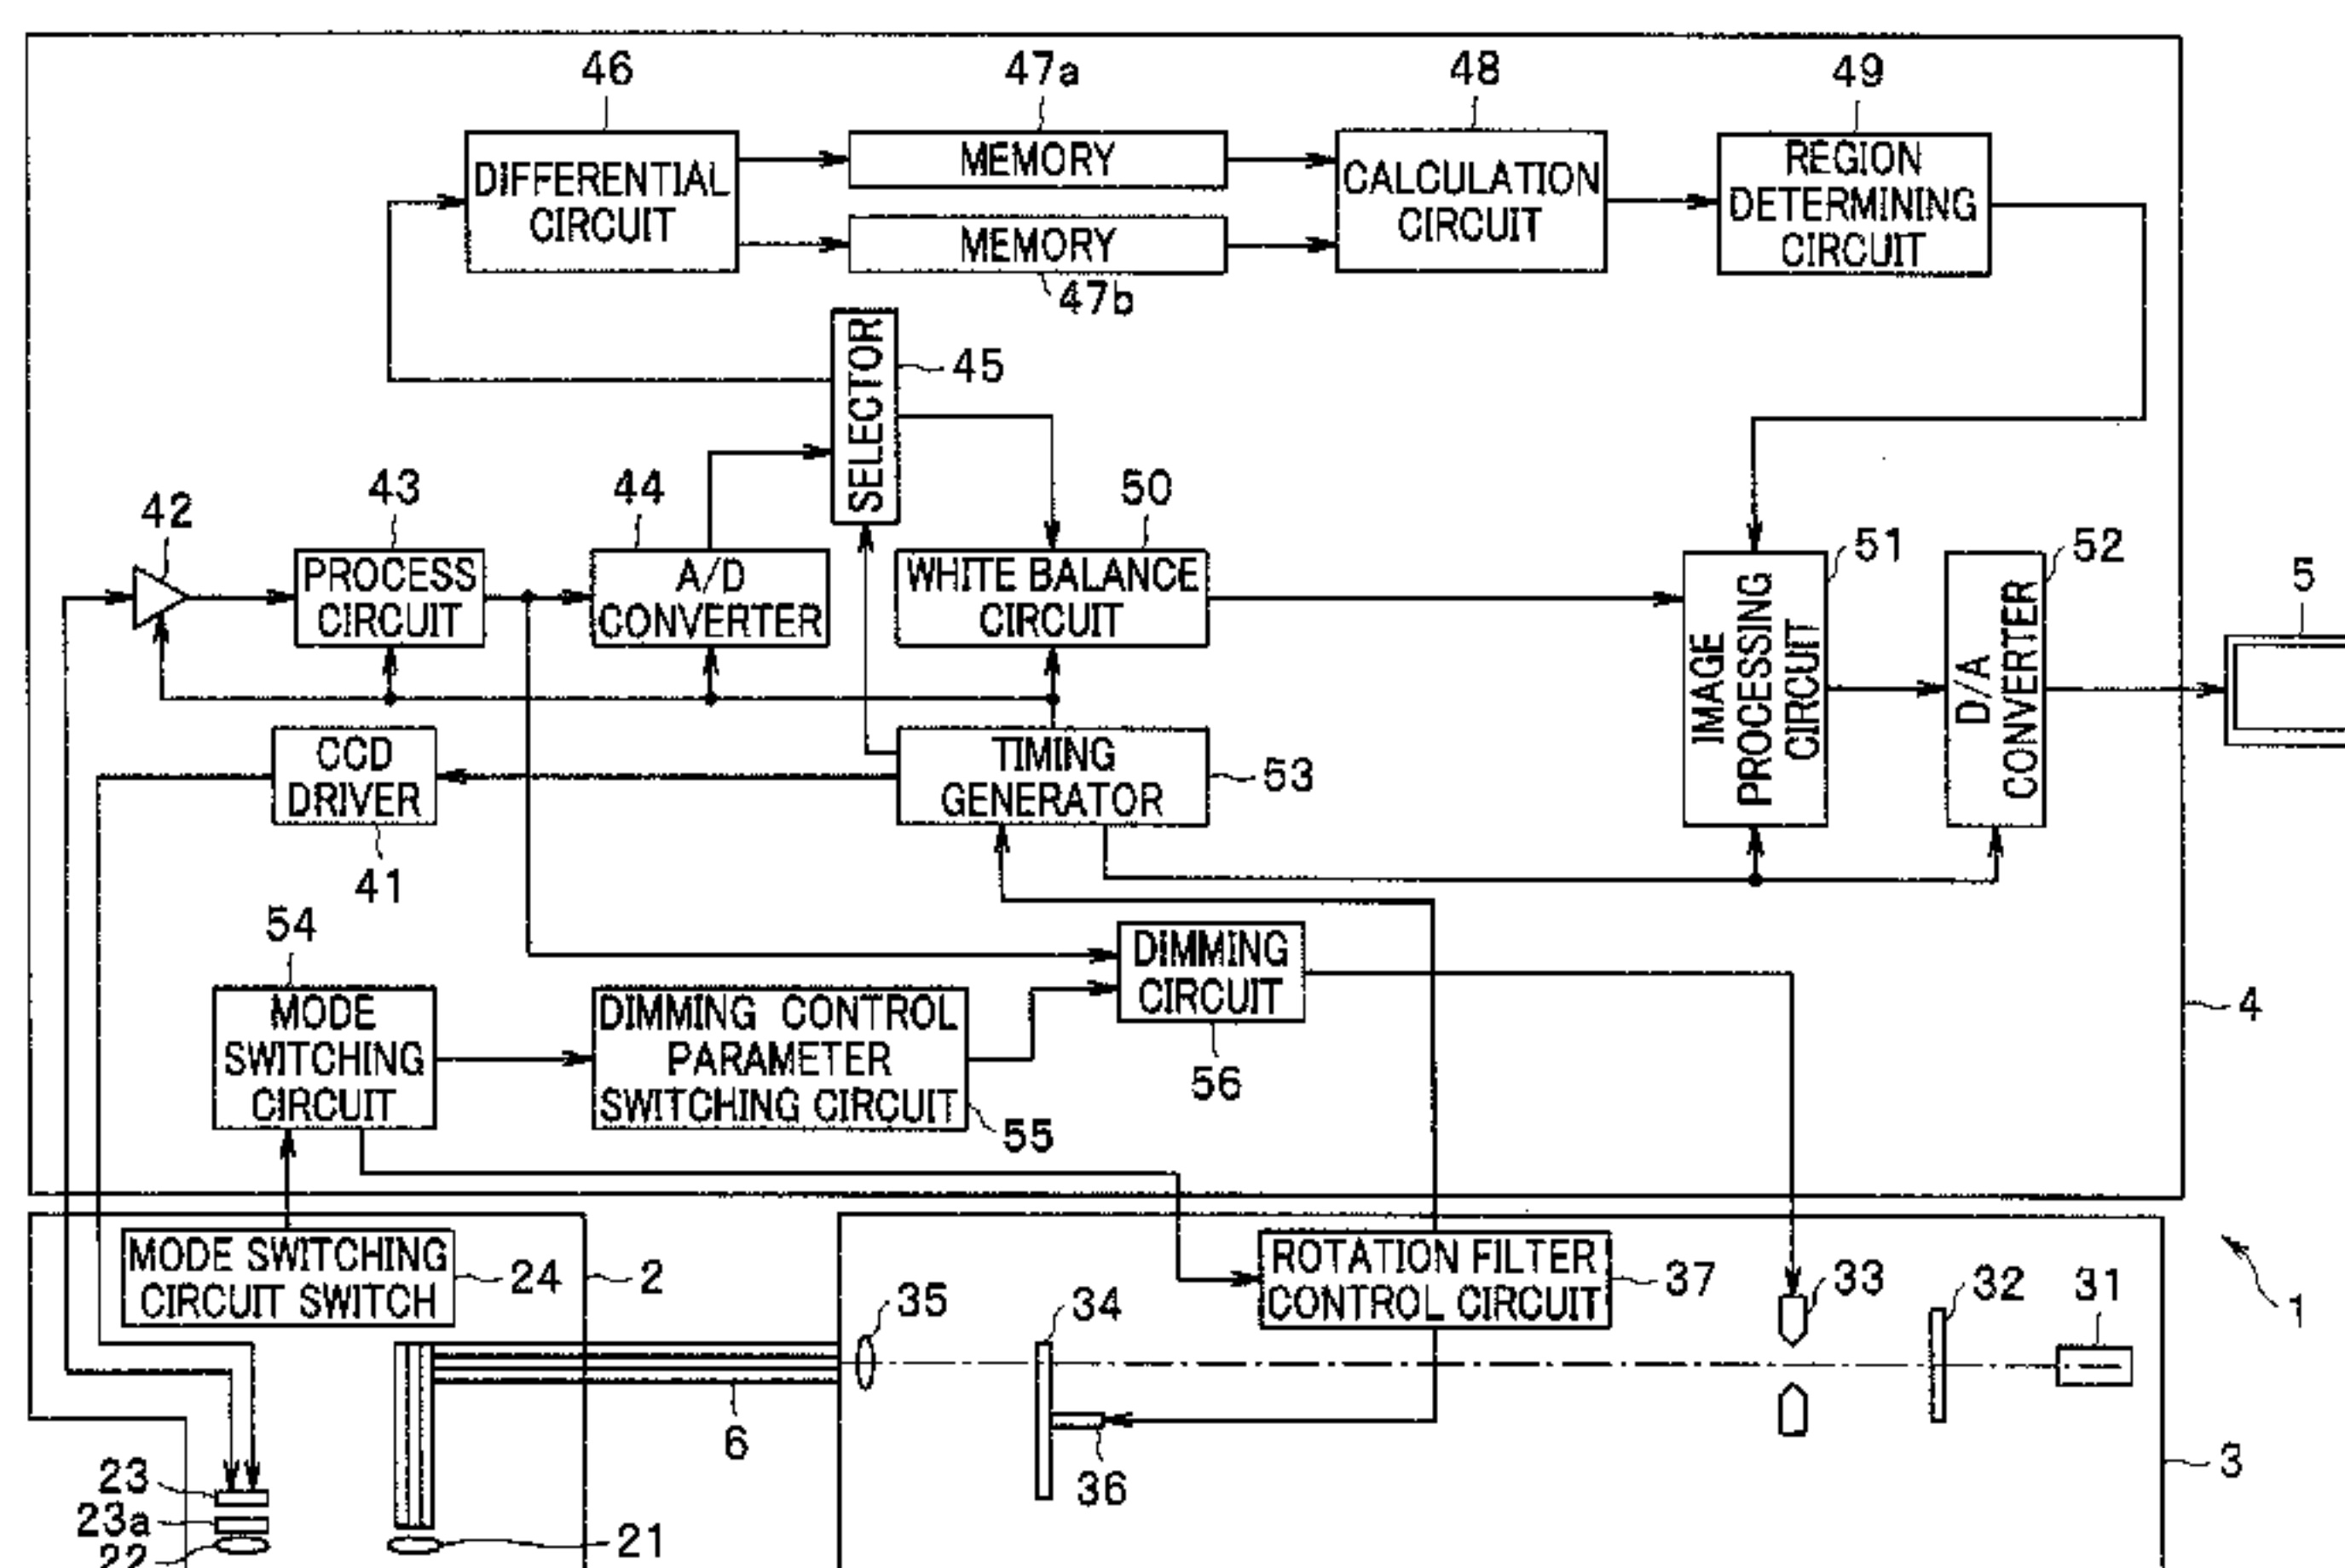 46
47a
48
49
DIFFERENTIAL
CIRCUIT
MEMORY
MEMORY
47b
CALCULATION
CIRCUIT
REGION
DETERMINING
CIRCUIT
SELECTOR
45
42
43
44
50
51
52
5
PROCESS
CIRCUIT
A/D
CONVERTER
WHITE BALANCE
CIRCUIT
IMAGE
PROCESSING
CIRCUIT
D/A
CONVERTER
CCD
DRIVER
41
TIMING
GENERATOR
53
54
MODE
SWITCHING
CIRCUIT
DIMMING CONTROL
PARAMETER
SWITCHING CIRCUIT
55
DIMMING
CIRCUIT
56
4
MODE SWITCHING
CIRCUIT SWITCH
24
2
35
34
ROTATION FILTER
CONTROL CIRCUIT
37
33
32
31
1
6
36
3
23
23a
22
21